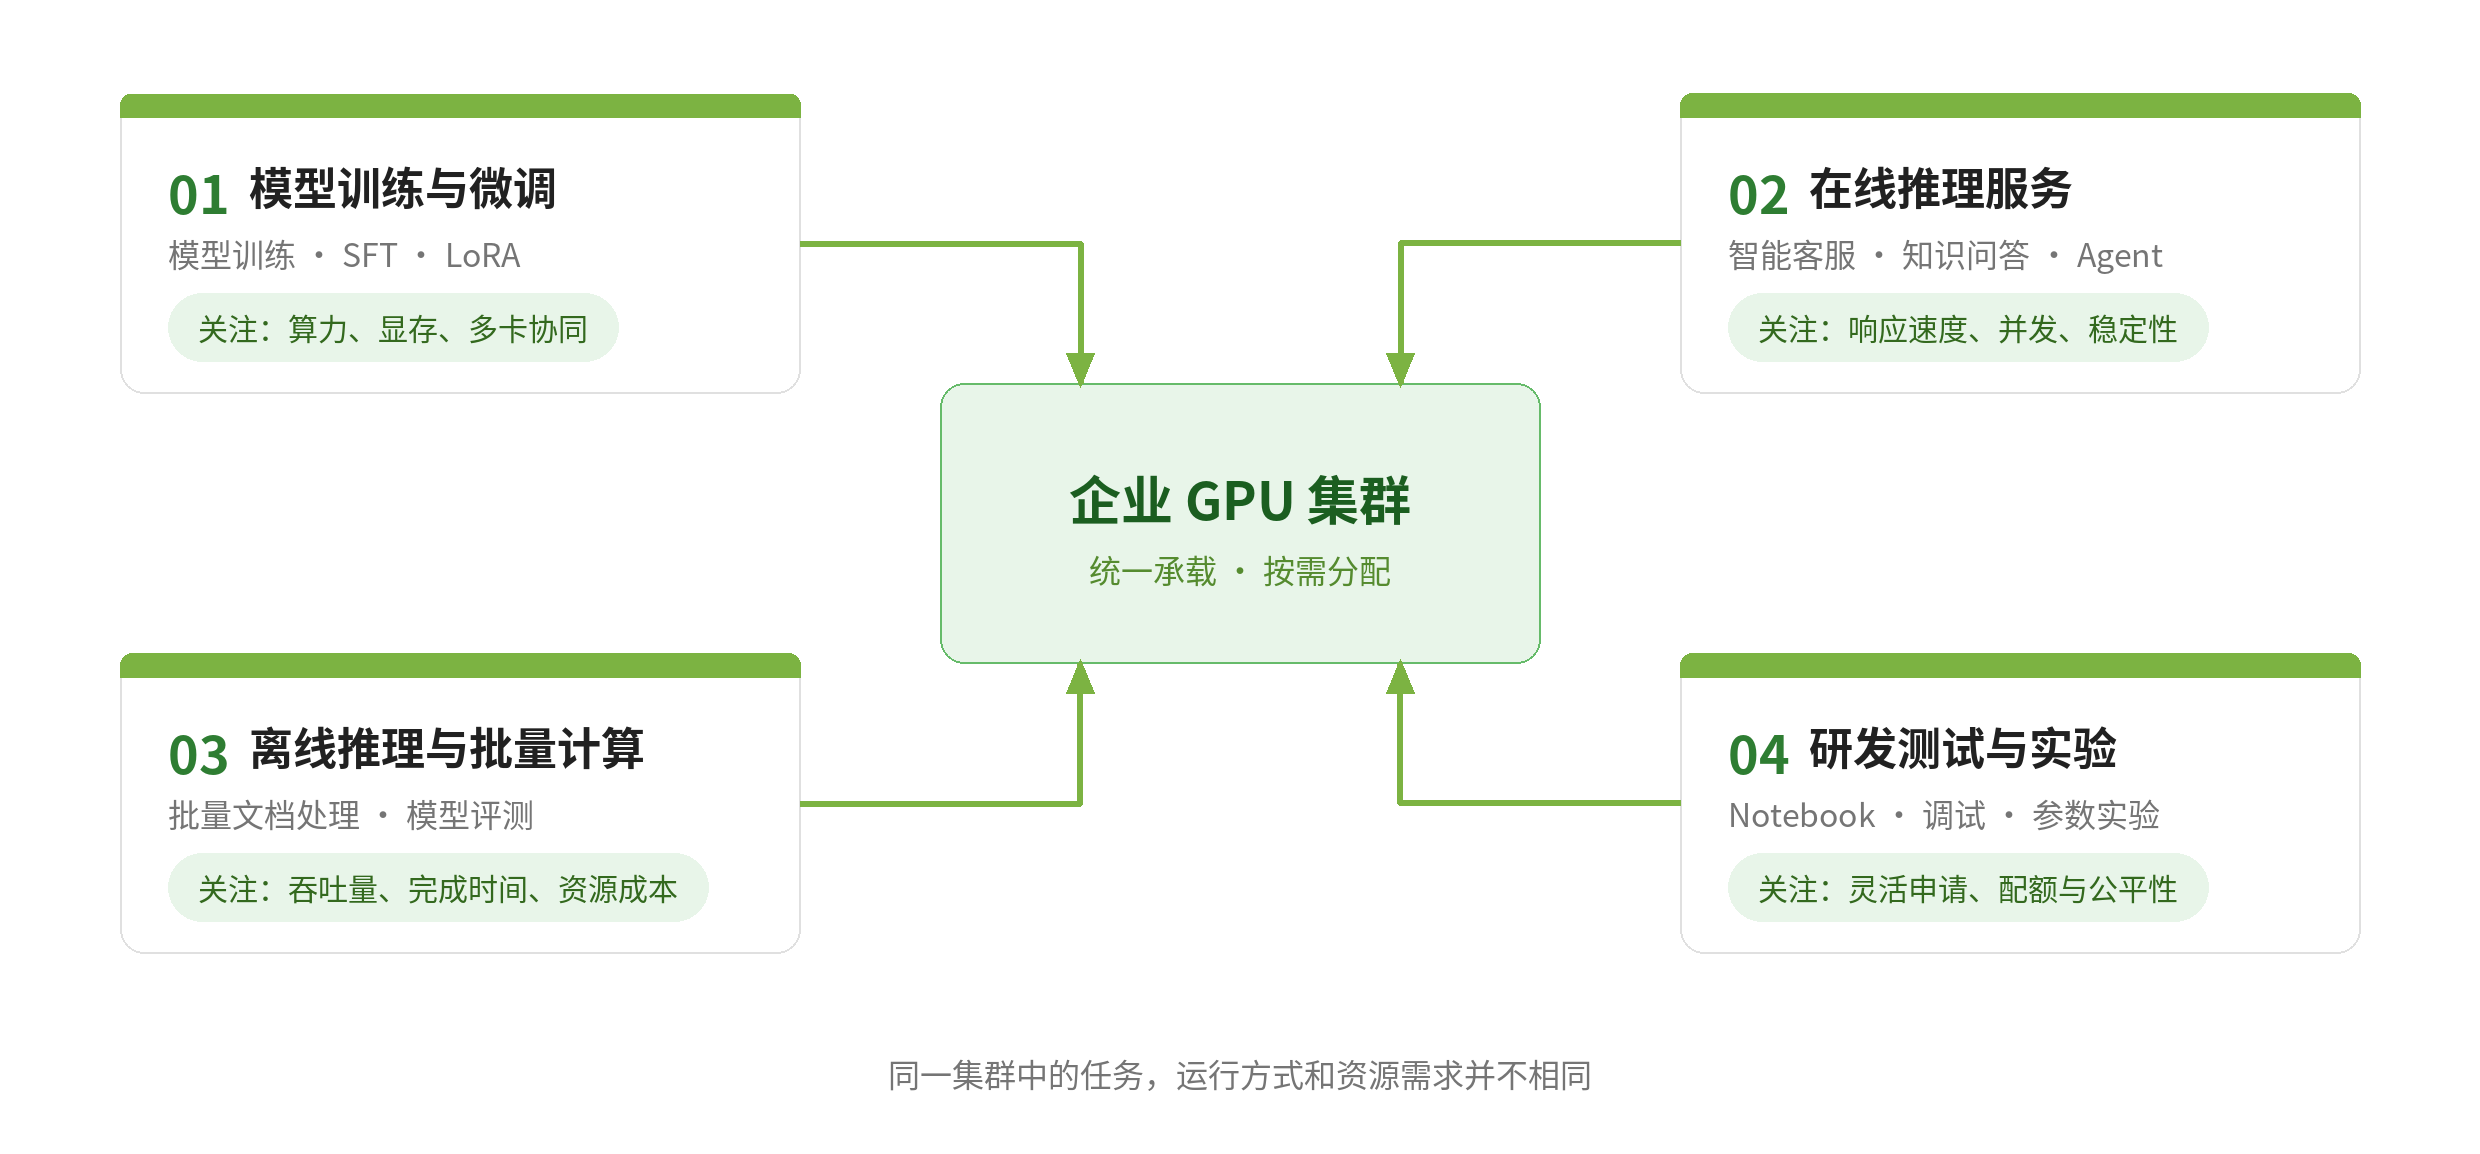 01 模型训练与微调
模型训练 · SFT · LoRA
关注：算力、显存、多卡协同
02 在线推理服务
智能客服 · 知识问答 · Agent
关注：响应速度、并发、稳定性
企业 GPU 集群
统一承载 · 按需分配
03 离线推理与批量计算
批量文档处理 · 模型评测
关注：吞吐量、完成时间、资源成本
04 研发测试与实验
Notebook · 调试 · 参数实验
关注：灵活申请、配额与公平性
同一集群中的任务，运行方式和资源需求并不相同